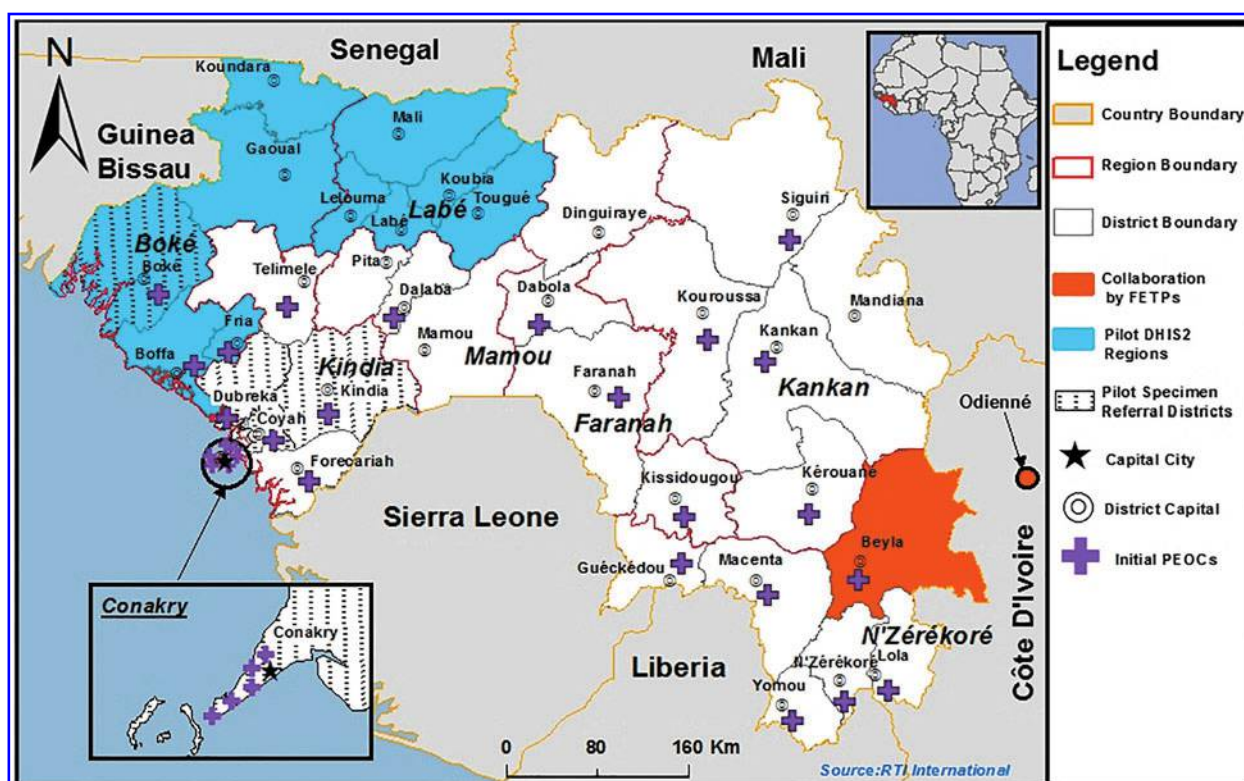 N
Senegal
Mali
Guinea
Bissau
Koundara
Mali
Gaoual
Koubia
Lelouma
Labé
Tougué
Labé
Boké
Boké
Telimele
Pita
Dalaba
Dinguiraye
Siguiri
Dabola
Kouroussa
Mandiana
Kankan
Fria
Boffa
Mamou
Mamou
Kindia
Kindia
Faranah
Faranah
Kankan
Dubreka
Coyah
Forecariah
Kissidougou
Kérouané
Odienné
Sierra Leone
Beyla
Guéckédou
Macenta
N'Zérékoré
N'Zérékoré
Lola
Yomou
Liberia
Côte D'Ivoire
Conakry
Conakry
0 80 160 Km
Source:RTI International
Legend
Country Boundary
Region Boundary
District Boundary
Collaboration
by FETPs
Pilot DHIS2
Regions
Pilot Specimen
Referral Districts
Capital City
District Capital
Initial PEOCs